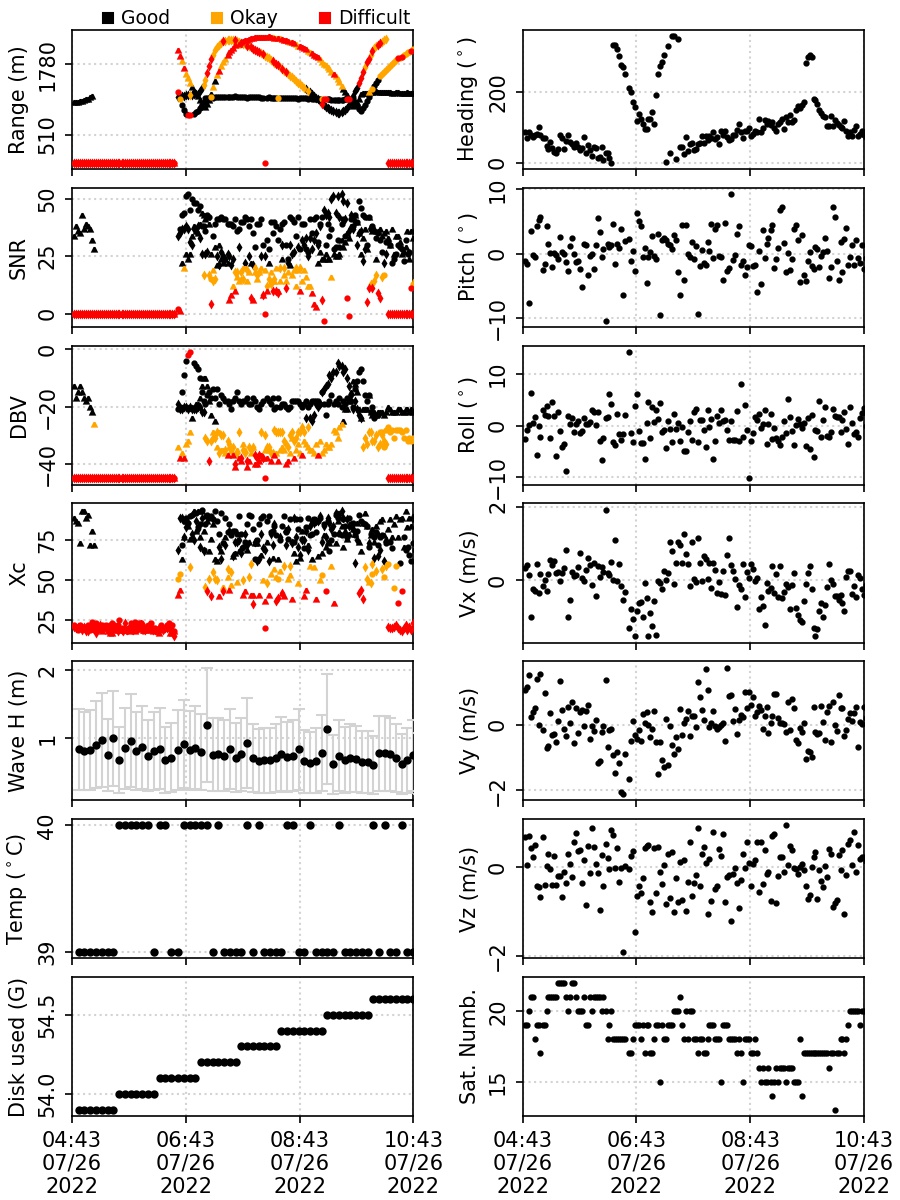 Good Okay Difficult
Range (m)
1780
510
Heading (°)
200
0
SNR
50
25
0
Pitch (°)
10
0
−10
DBV
0
−20
−40
Roll (°)
10
0
−10
Xc
75
50
25
Vx (m/s)
2
0
Wave H (m)
2
1
Vy (m/s)
0
−2
Temp (°C)
40
39
Vz (m/s)
0
−2
Disk used (G)
54.5
54.0
Sat. Numb.
20
15
04:43 06:43 08:43 10:43 04:43 06:43 08:43 10:43
07/26 07/26 07/26 07/26 07/26 07/26 07/26 07/26
2022 2022 2022 2022 2022 2022 2022 2022